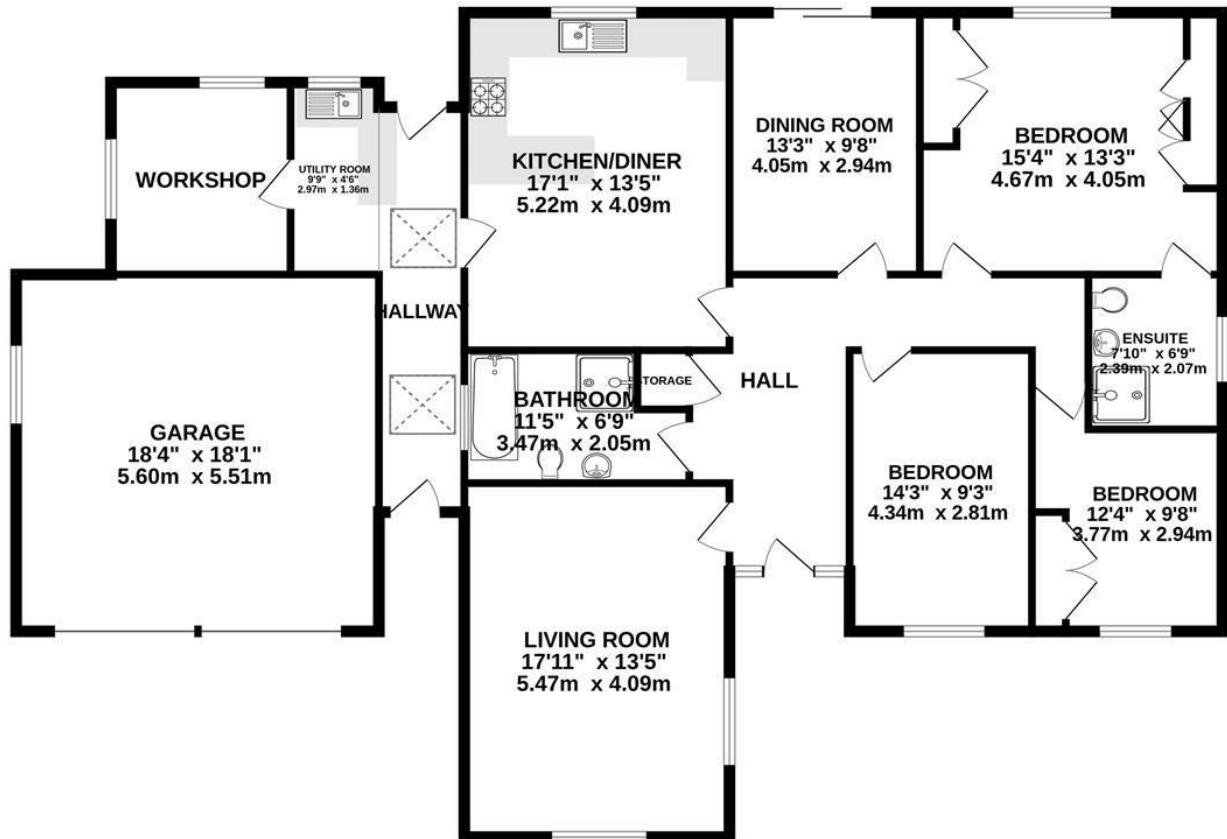 WORKSHOP
UTILITY ROOM
9'9" x 4'6"
2.97m x 1.36m
KITCHEN/DINER
17'1" x 13'5"
5.22m x 4.09m
DINING ROOM
13'3" x 9'8"
4.05m x 2.94m
BEDROOM
15'4" x 13'3"
4.67m x 4.05m
HALLWAY
ENSUITE
7'10" x 6'9"
2.39m x 2.07m
GARAGE
18'4" x 18'1"
5.60m x 5.51m
BATHROOM
11'5" x 6'9"
3.47m x 2.05m
STORAGE
HALL
BEDROOM
14'3" x 9'3"
4.34m x 2.81m
BEDROOM
12'4" x 9'8"
3.77m x 2.94m
LIVING ROOM
17'11" x 13'5"
5.47m x 4.09m